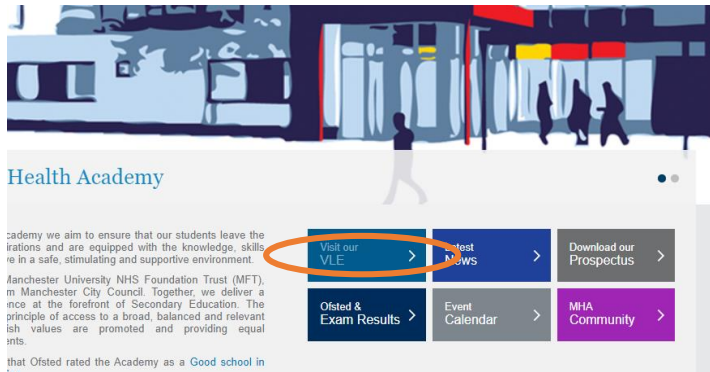 Health Academy
cademy we aim to ensure that our students leave the
irations and are equipped with the knowledge, skills
ve in a safe, stimulating and supportive environment.
Manchester University NHS Foundation Trust (MFT),
m Manchester City Council. Together, we deliver a
ence at the forefront of Secondary Education. The
principle of access to a broad, balanced and relevant
ish values are promoted and providing equal
ents.
that Ofsted rated the Academy as a Good school in
Visit our
VLE
Latest
News
Download our
Prospectus
Ofsted &
Exam Results
Event
Calendar
MHA
Community